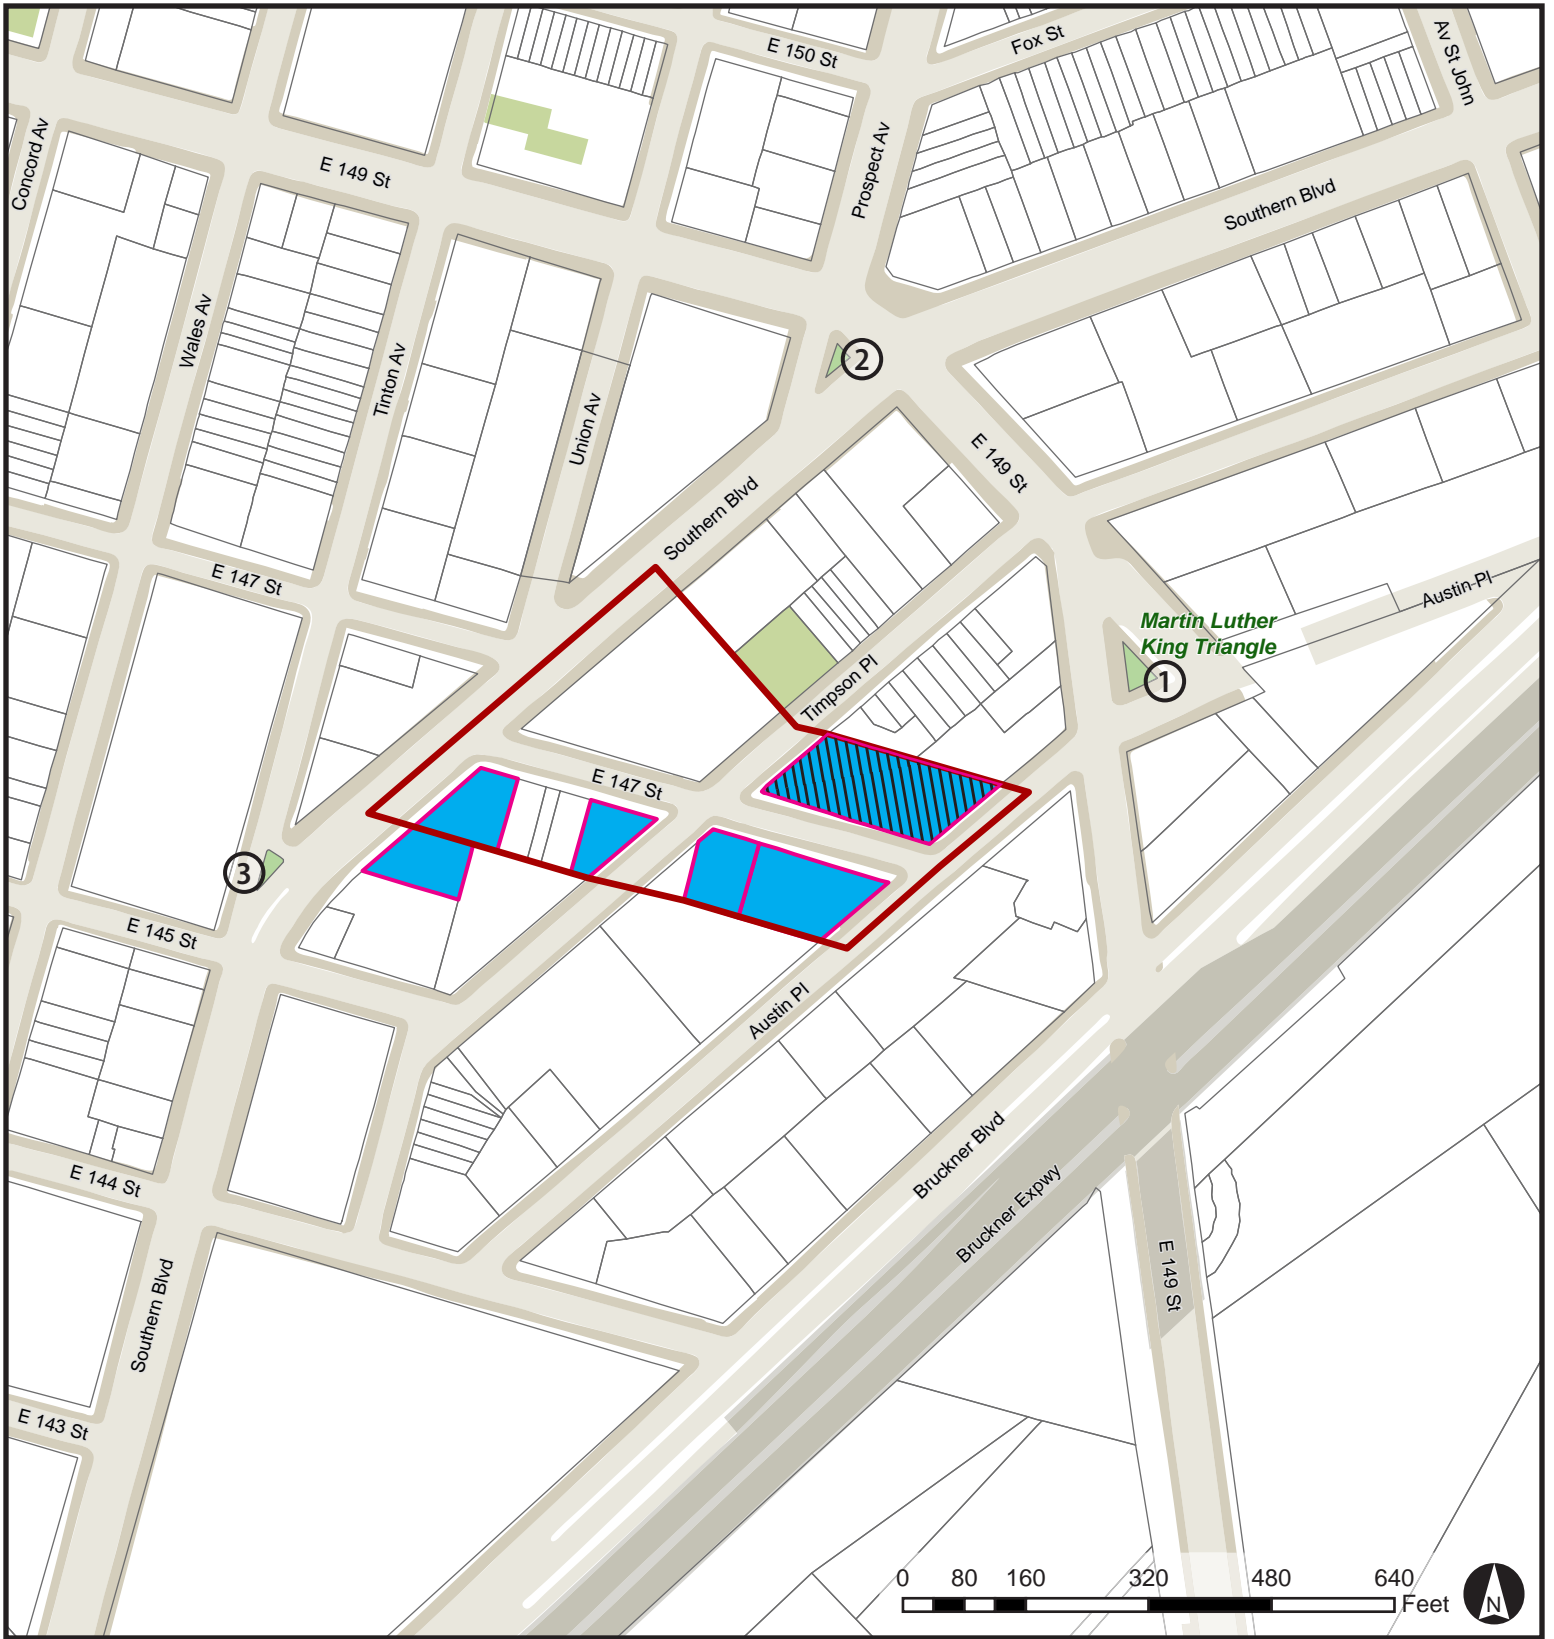 E 150 St
Fox St
Av St John
Concord Av
E 149 St
Prospect Av
Southern Blvd
Wales Av
Tinton Av
2
Union Av
E 149 St
Southern Blvd
E 147 St
Austin Pl
Martin Luther
King Triangle
1
Timpson Pl
E 147 St
3
E 145 St
Austin Pl
Bruckner Blvd
E 144 St
Bruckner Expwy
E 149 St
Southern Blvd
E 143 St
0 80 160 320 480 640
Feet
N